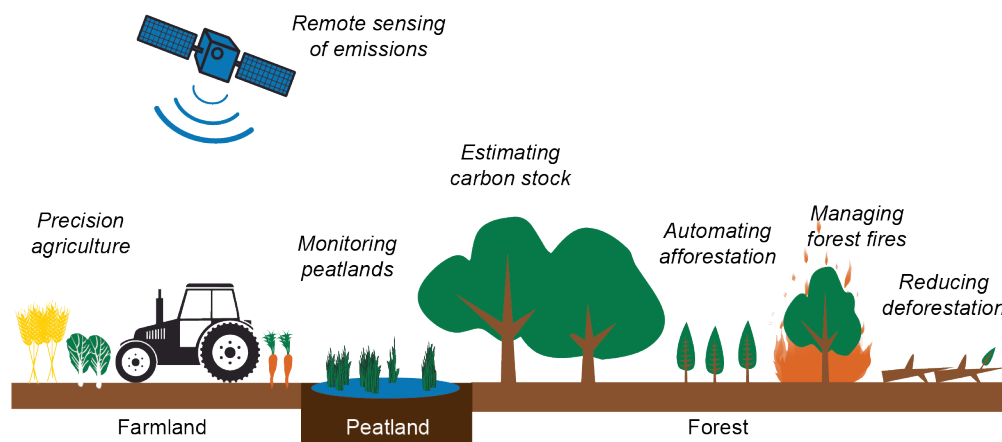 Remote sensing
of emissions
Estimating
carbon stock
Precision
agriculture
Monitoring
peatlands
Automating
afforestation
Managing
forest fires
Reducing
deforestation
Farmland
Peatland
Forest